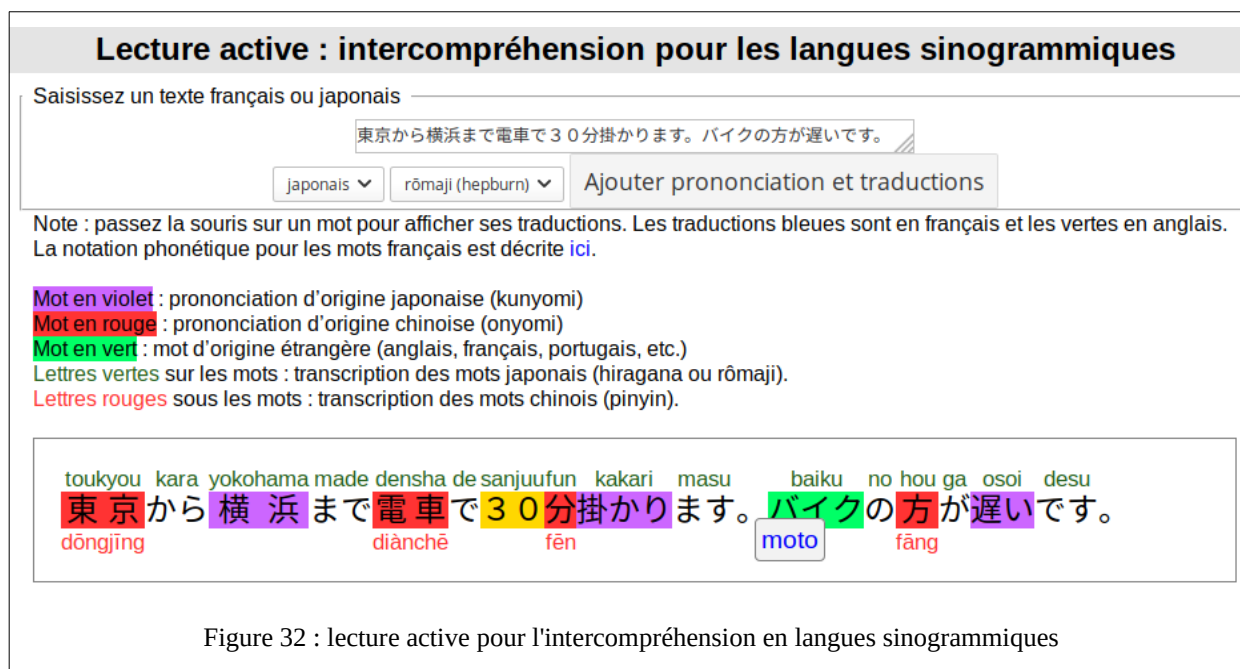 Lecture active : intercompréhension pour les langues sinogrammiques
Saisissez un texte français ou japonais
東京から横浜まで電車で３０分掛かります。バイクの方が遅いです。
japonais rōmaji (hepburn) Ajouter prononciation et traductions
Note : passez la souris sur un mot pour afficher ses traductions. Les traductions bleues sont en français et les vertes en anglais.
La notation phonétique pour les mots français est décrite ici.
Mot en violet : prononciation d’origine japonaise (kunyomi)
Mot en rouge : prononciation d’origine chinoise (onyomi)
Mot en vert : mot d’origine étrangère (anglais, français, portugais, etc.)
Lettres vertes sur les mots : transcription des mots japonais (hiragana ou rômaji).
Lettres rouges sous les mots : transcription des mots chinois (pinyin).
toukyou kara yokohama made densha de sanjuufun kakari masu baiku no hou ga osoi desu
東京から横浜まで電車で３０分掛かります。バイクの方が遅いです。
dōngjīng diànchē fēn moto fāng
Figure 32 : lecture active pour l'intercompréhension en langues sinogrammiques